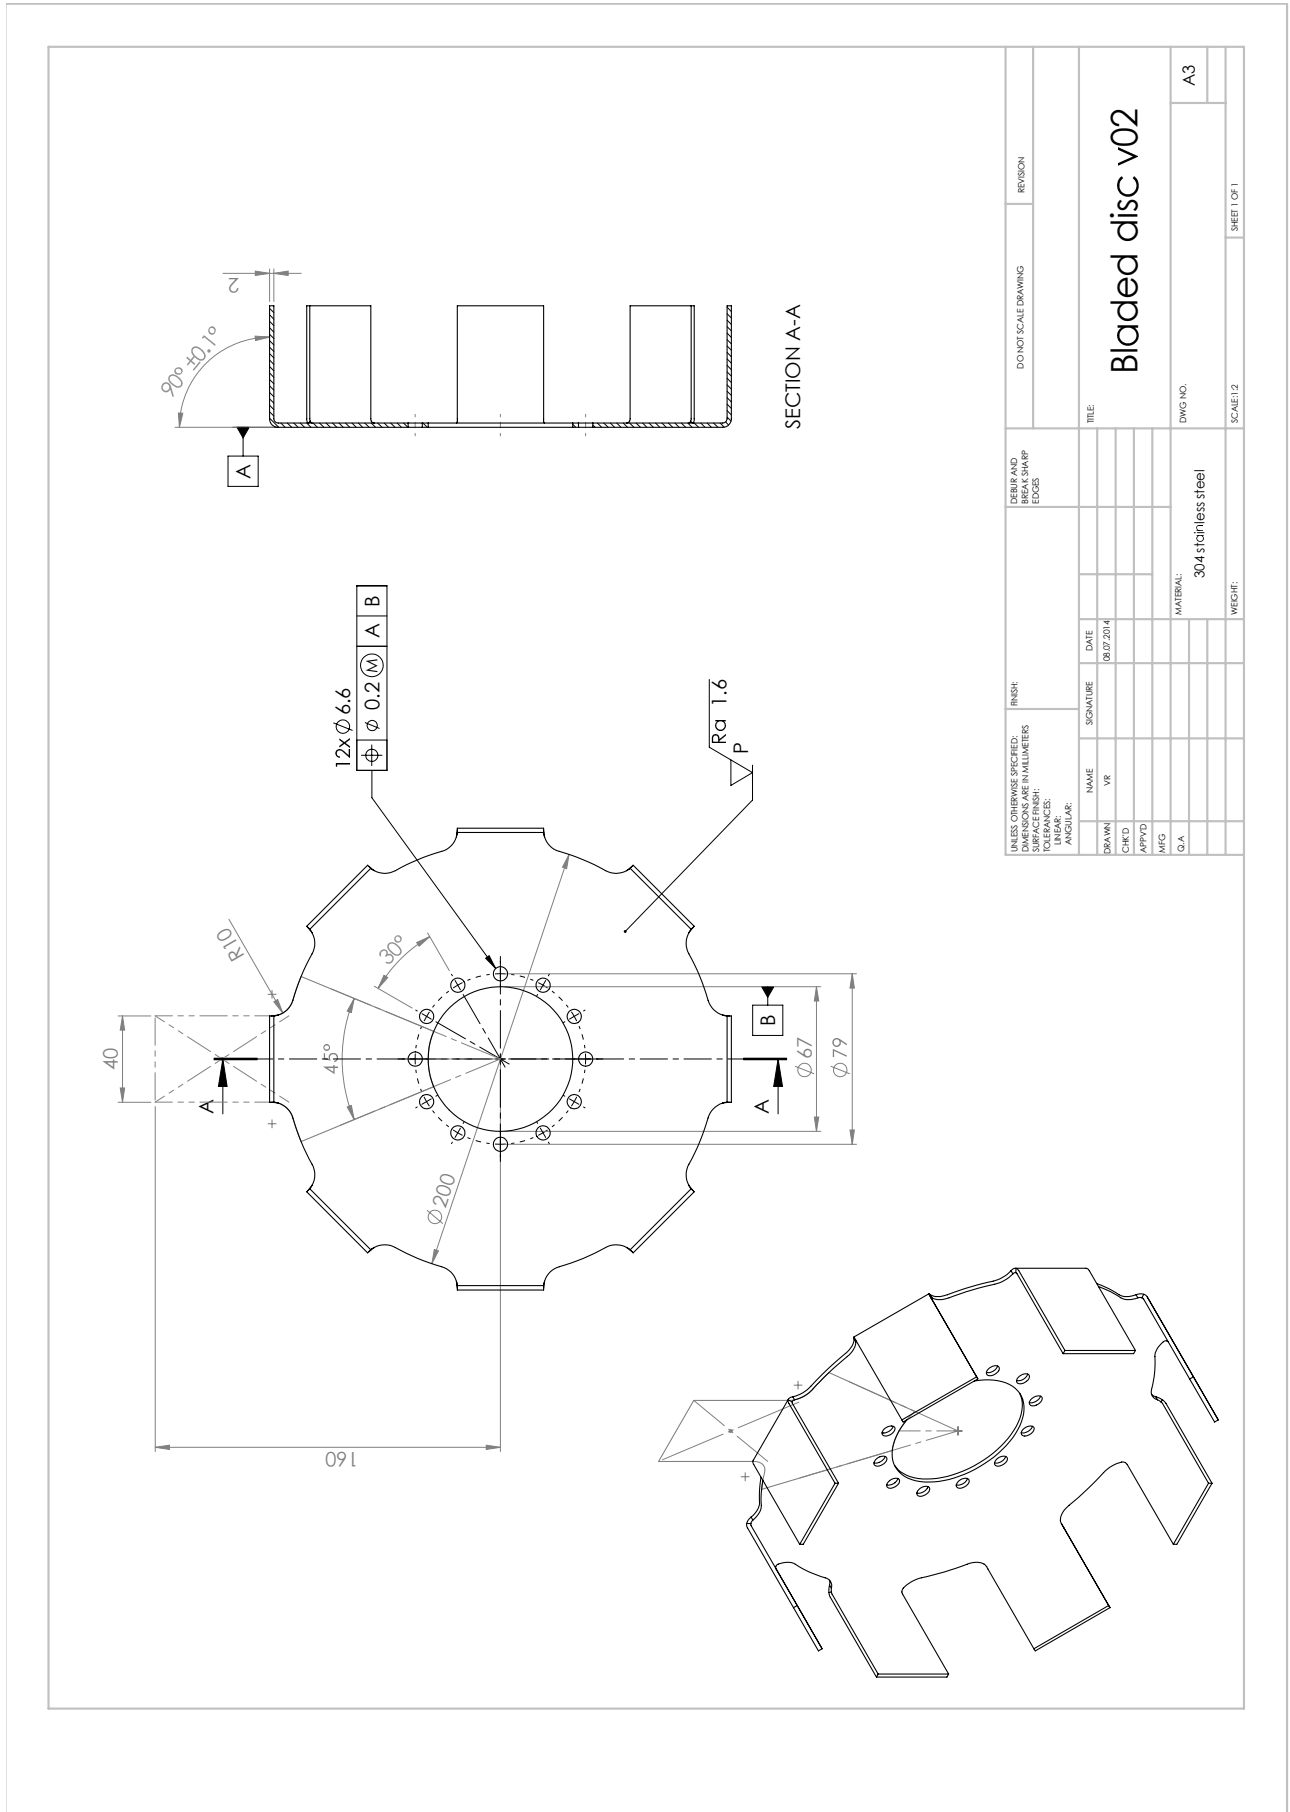 2
90° ±0.1°
A
SECTION A-A
12x Ø 6.6
⌖ Ø 0.2 Ⓜ A B
Ra 1.6
P
R10
30°
40
45°
A
A
B
Ø 67
Ø 79
Ø 200
160
UNLESS OTHERWISE SPECIFIED:
DIMENSIONS ARE IN MILLIMETERS
SURFACE FINISH:
TOLERANCES:
LINEAR:
ANGULAR:
FINISH:
DEBUR AND
BREAK SHARP
EDGES
DO NOT SCALE DRAWING
REVISION
NAME
SIGNATURE
DATE
DRAWN
VR
08.07.2014
CHK'D
APPV'D
MFG
Q.A
TITLE:
Bladed disc v02
MATERIAL:
304 stainless steel
DWG NO.
A3
WEIGHT:
SCALE:1:2
SHEET 1 OF 1